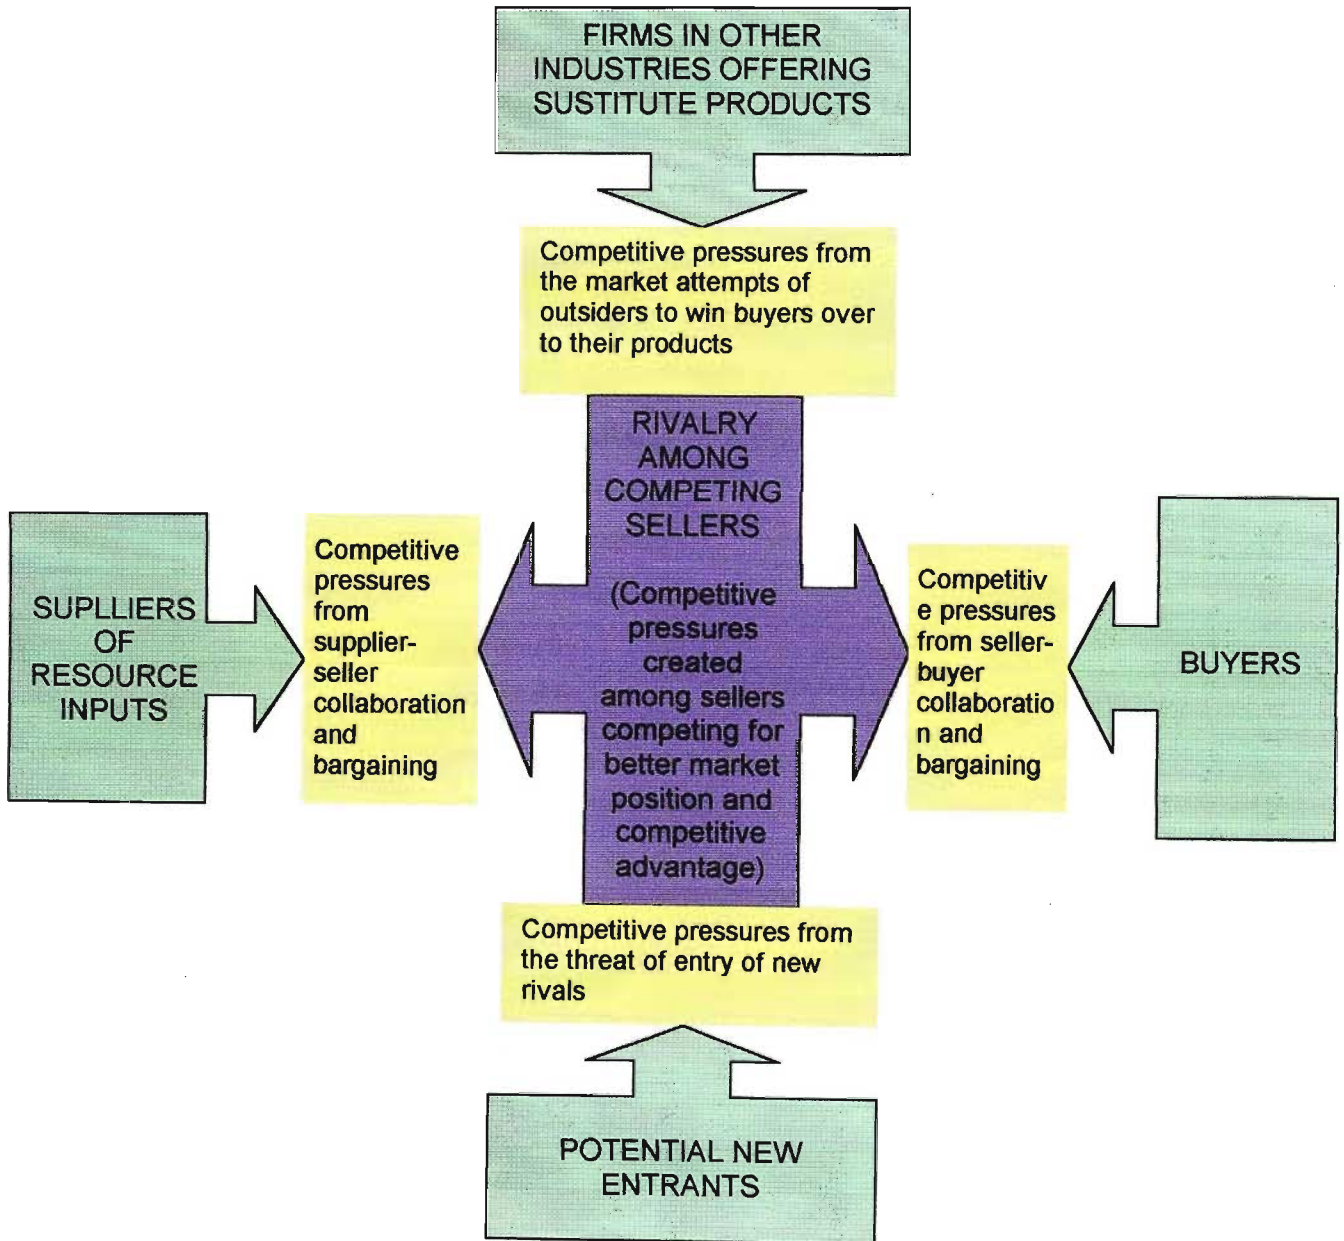 FIRMS IN OTHER
INDUSTRIES OFFERING
SUSTITUTE PRODUCTS
Competitive pressures from
the market attempts of
outsiders to win buyers over
to their products
RIVALRY
AMONG
COMPETING
SELLERS
(Competitive
pressures
created
among sellers
competing for
better market
position and
competitive
advantage)
SUPLLIERS
OF
RESOURCE
INPUTS
Competitive
pressures
from
supplier-
seller
collaboration
and
bargaining
Competitiv
e pressures
from seller-
buyer
collaboratio
n and
bargaining
BUYERS
Competitive pressures from
the threat of entry of new
rivals
POTENTIAL NEW
ENTRANTS